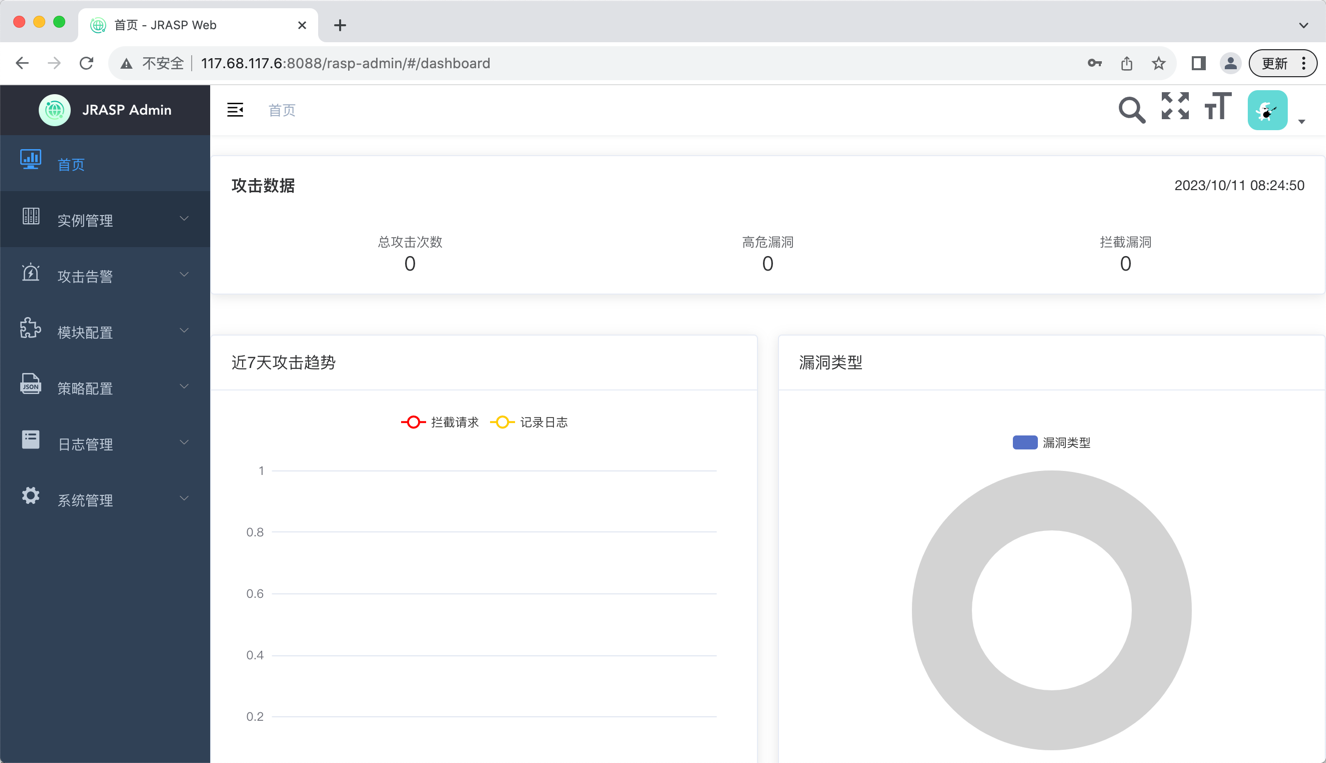 首页 - JRASP Web
不安全 117.68.117.6:8088/rasp-admin/#/dashboard
更新
JRASP Admin
首页
首页
实例管理
攻击告警
模块配置
JSON
策略配置
日志管理
系统管理
攻击数据
2023/10/11 08:24:50
总攻击次数
0
高危漏洞
0
拦截漏洞
0
近7天攻击趋势
拦截请求 记录日志
1
0.8
0.6
0.4
0.2
漏洞类型
漏洞类型